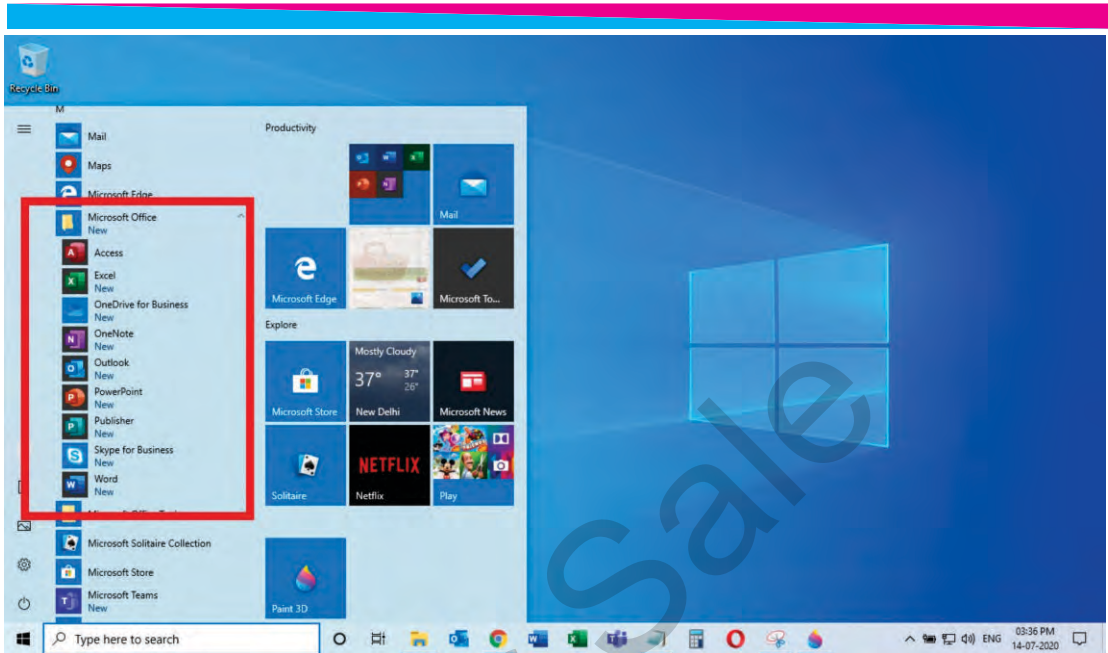 Recycle Bin
M
Mail
Maps
Microsoft Edge
Microsoft Office
New
Access
Excel
New
OneDrive for Business
New
OneNote
New
Outlook
New
PowerPoint
New
Publisher
New
Skype for Business
New
Word
New
Microsoft Solitaire Collection
Microsoft Store
Microsoft Teams
New
Productivity
Mail
Microsoft Edge
Microsoft To...
Explore
Microsoft Store
Mostly Cloudy
37° 37°
26°
New Delhi
Microsoft News
Solitaire
NETFLIX
Netflix
Play
Paint 3D
Type here to search
ENG
03:36 PM
14-07-2020
Sale